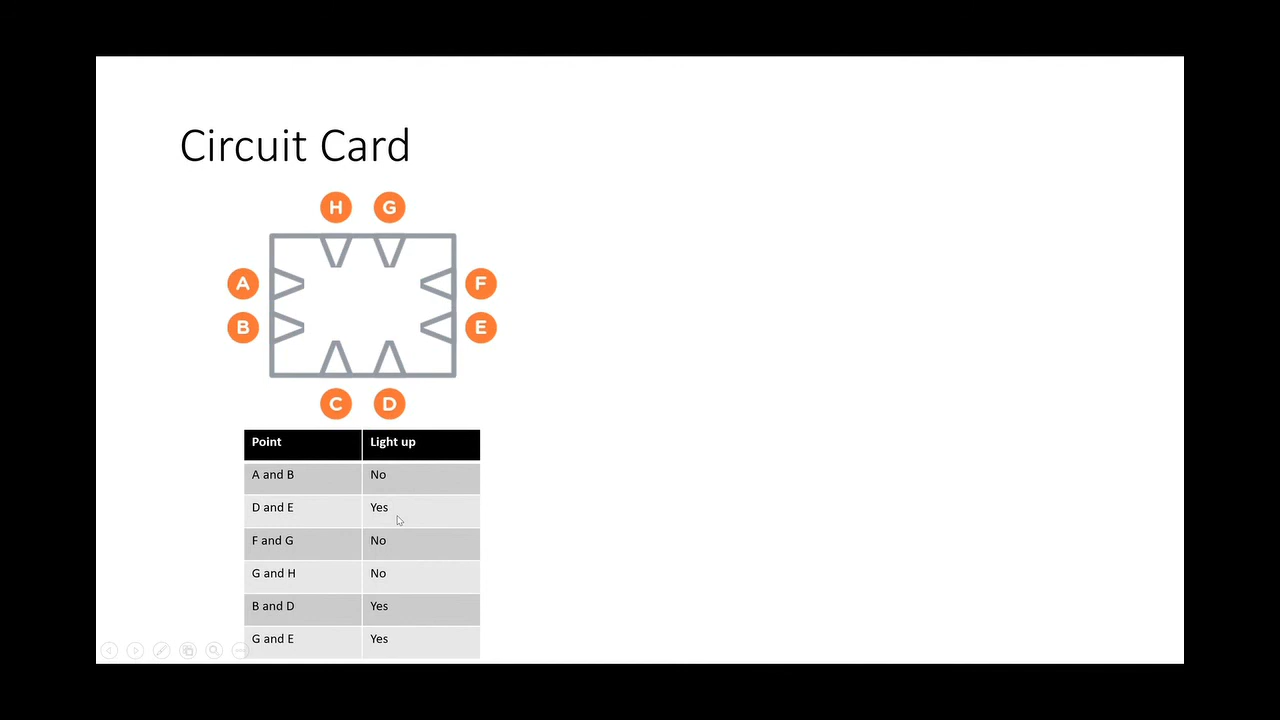 Circuit Card
H G
A F
B E
C D
Point Light up
A and B No
D and E Yes
F and G No
G and H No
B and D Yes
G and E Yes